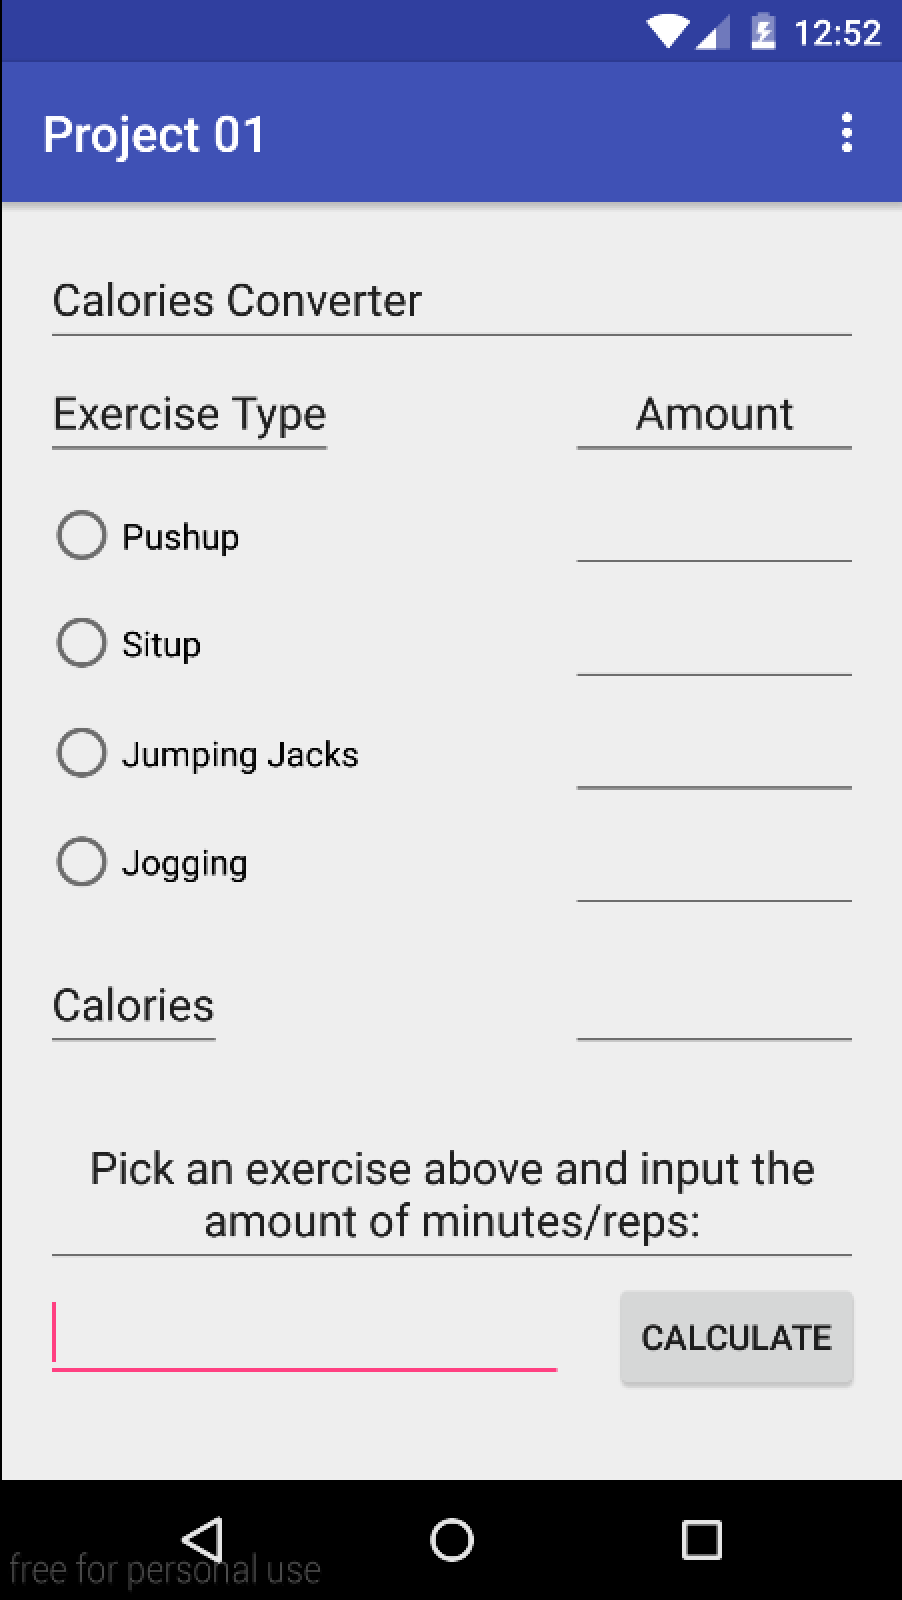 12:52
Project 01
Calories Converter
Exercise Type Amount
Pushup
Situp
Jumping Jacks
Jogging
Calories
Pick an exercise above and input the
amount of minutes/reps:
CALCULATE
free for personal use